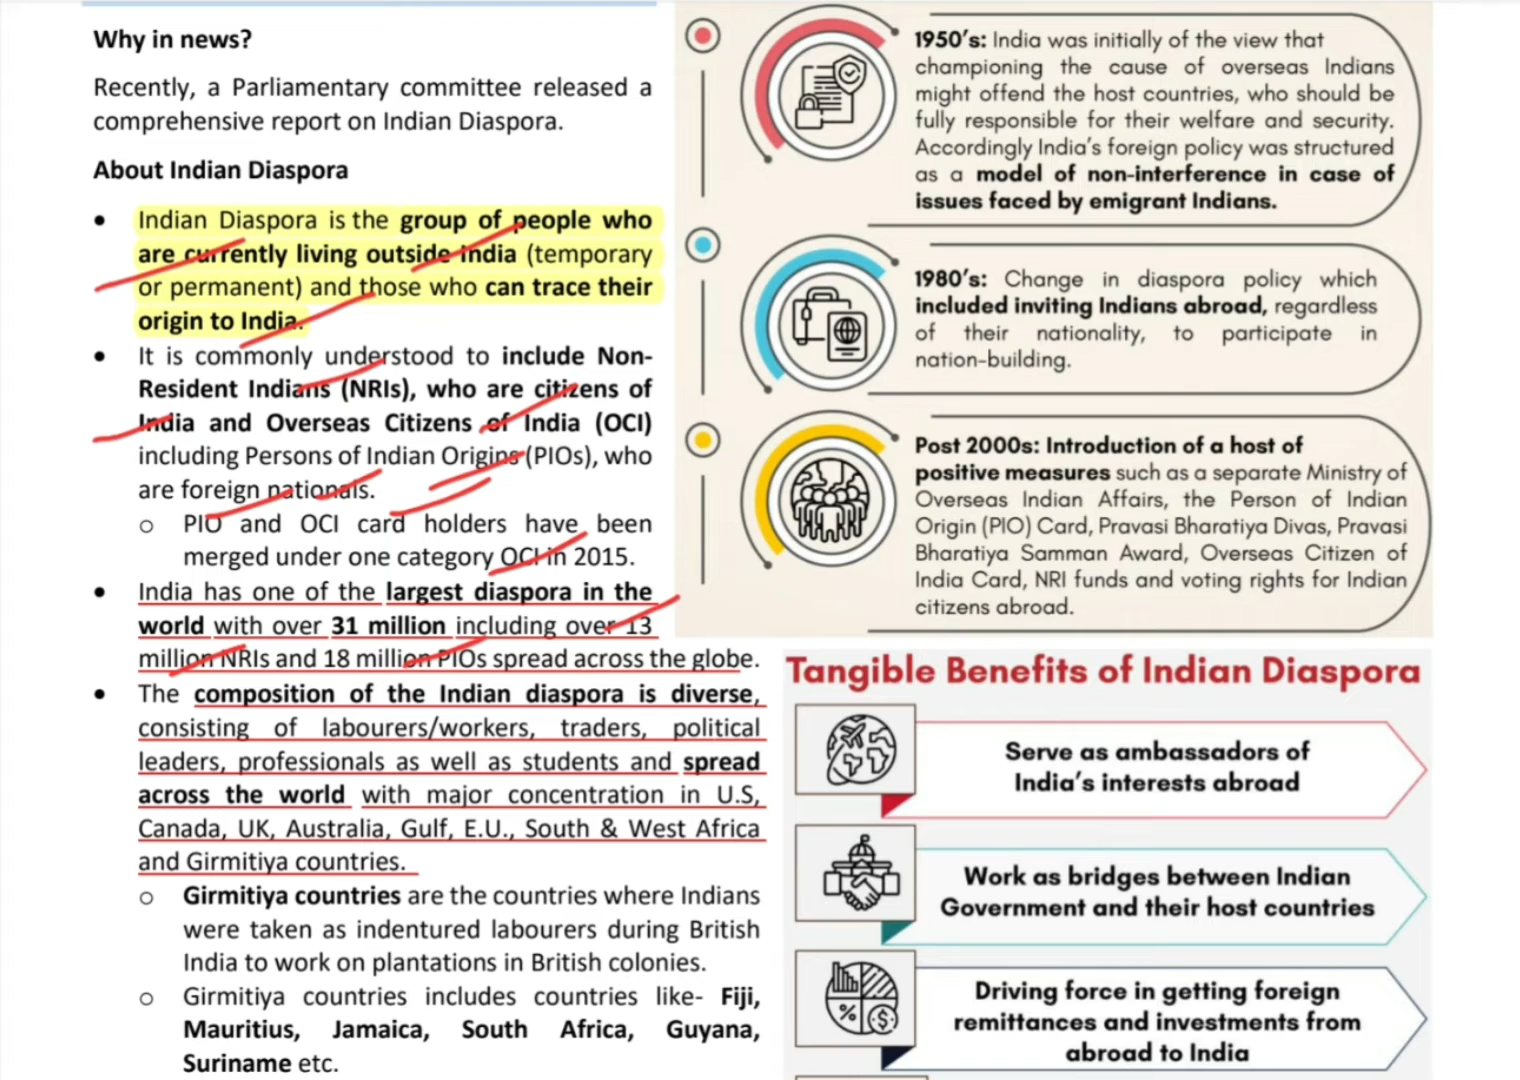 Why in news?
Recently, a Parliamentary committee released a
comprehensive report on Indian Diaspora.
About Indian Diaspora
• Indian Diaspora is the group of people who
are currently living outside India (temporary
or permanent) and those who can trace their
origin to India.
• It is commonly understood to include Non-
Resident Indians (NRIs), who are citizens of
India and Overseas Citizens of India (OCI)
including Persons of Indian Origins (PIOs), who
are foreign nationals.
o PIO and OCI card holders have been
merged under one category OCI in 2015.
• India has one of the largest diaspora in the
world with over 31 million including over 13
million NRIs and 18 million PIOs spread across the globe.
• The composition of the Indian diaspora is diverse,
consisting of labourers/workers, traders, political
leaders, professionals as well as students and spread
across the world with major concentration in U.S,
Canada, UK, Australia, Gulf, E.U., South & West Africa
and Girmitiya countries.
o Girmitiya countries are the countries where Indians
were taken as indentured labourers during British
India to work on plantations in British colonies.
o Girmitiya countries includes countries like- Fiji,
Mauritius, Jamaica, South Africa, Guyana,
Suriname etc.
1950's: India was initially of the view that
championing the cause of overseas Indians
might offend the host countries, who should be
fully responsible for their welfare and security.
Accordingly India's foreign policy was structured
as a model of non-interference in case of
issues faced by emigrant Indians.
1980's: Change in diaspora policy which
included inviting Indians abroad, regardless
of their nationality, to participate in
nation-building.
Post 2000s: Introduction of a host of
positive measures such as a separate Ministry of
Overseas Indian Affairs, the Person of Indian
Origin (PIO) Card, Pravasi Bharatiya Divas, Pravasi
Bharatiya Samman Award, Overseas Citizen of
India Card, NRI funds and voting rights for Indian
citizens abroad.
Tangible Benefits of Indian Diaspora
Serve as ambassadors of
India's interests abroad
Work as bridges between Indian
Government and their host countries
Driving force in getting foreign
remittances and investments from
abroad to India